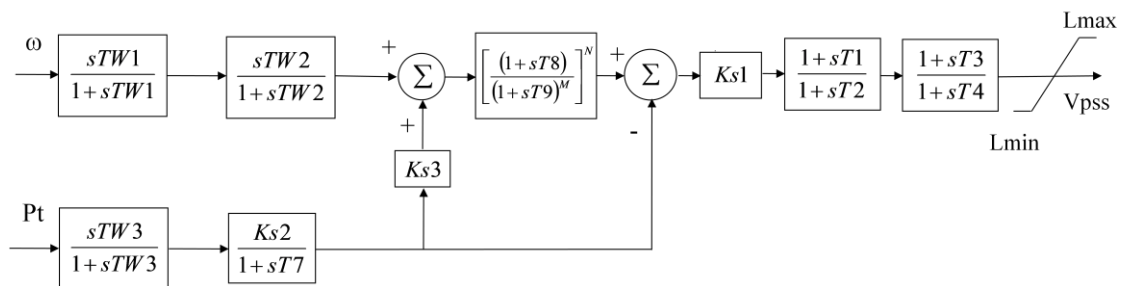 ω
sTW1
1+sTW1
sTW2
1+sTW2
+
Σ
+
[(1+sT8)
(1+sT9)^M]^N
+
Σ
-
Ks1
1+sT1
1+sT2
1+sT3
1+sT4
Lmax
Vpss
Lmin
Ks3
Pt
sTW3
1+sTW3
Ks2
1+sT7